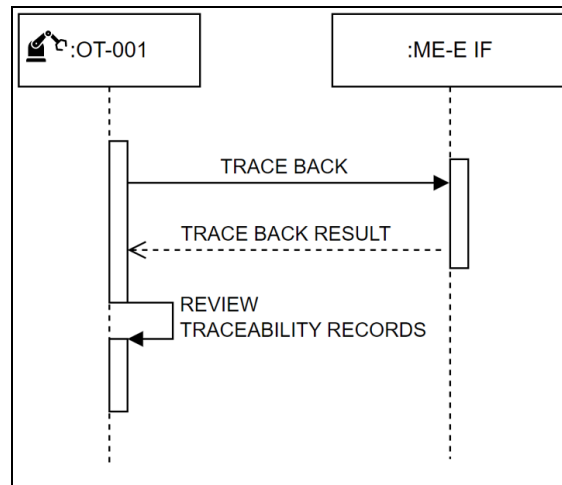 :OT-001
:ME-E IF
TRACE BACK
TRACE BACK RESULT
REVIEW
TRACEABILITY RECORDS